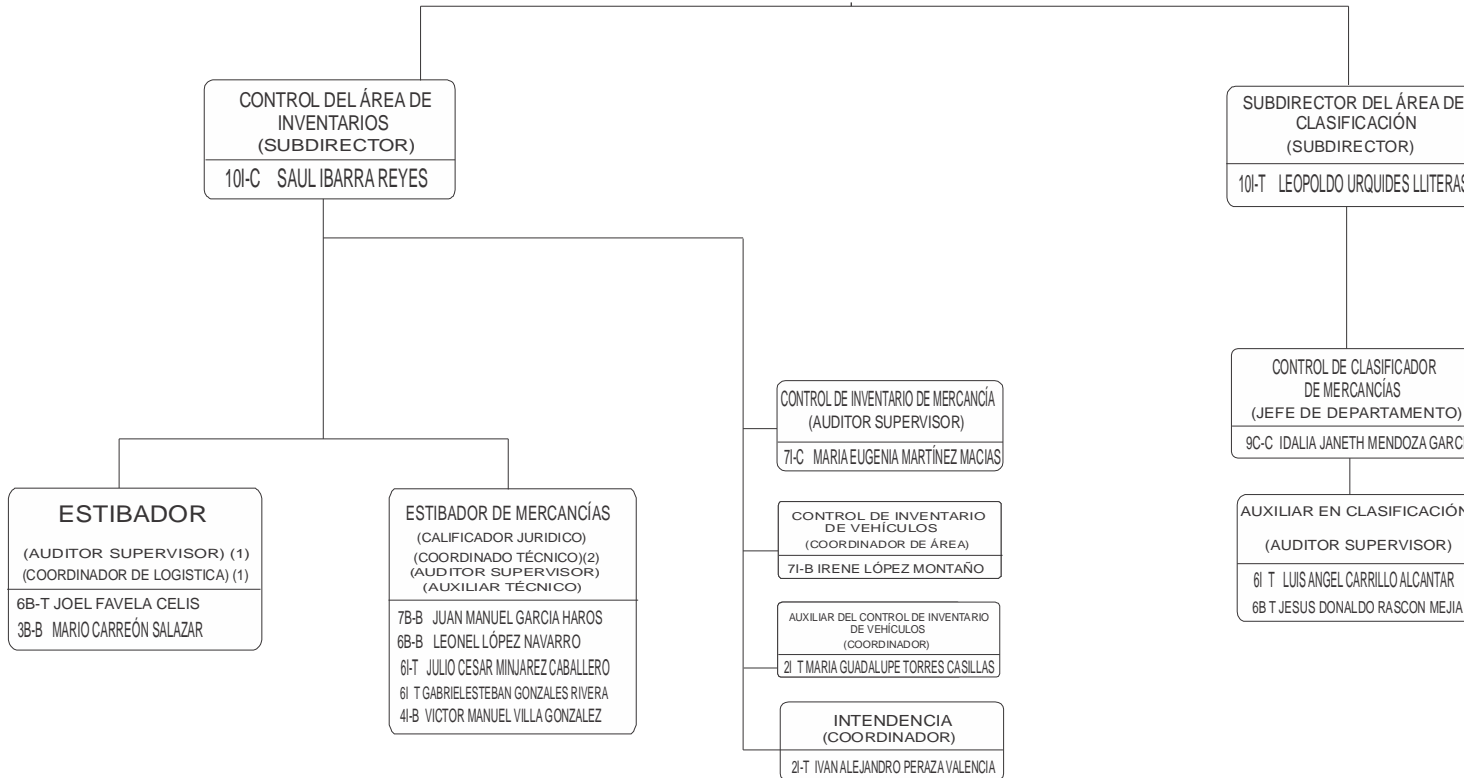 CONTROL DEL ÁREA DE
INVENTARIOS
(SUBDIRECTOR)
10I-C SAUL IBARRA REYES
SUBDIRECTOR DEL ÁREA DE
CLASIFICACIÓN
(SUBDIRECTOR)
10I-T LEOPOLDO URQUIDES LLITERAS
ESTIBADOR
(AUDITOR SUPERVISOR) (1)
(COORDINADOR DE LOGISTICA) (1)
6B-T JOEL FAVELA CELIS
3B-B MARIO CARREÓN SALAZAR
ESTIBADOR DE MERCANCÍAS
(CALIFICADOR JURIDICO)
(COORDINADO TÉCNICO)(2)
(AUDITOR SUPERVISOR)
(AUXILIAR TÉCNICO)
7B-B JUAN MANUEL GARCIA HAROS
6B-B LEONEL LÓPEZ NAVARRO
6I-T JULIO CESAR MINJAREZ CABALLERO
6I T GABRIELESTEBAN GONZALES RIVERA
4I-B VICTOR MANUEL VILLA GONZALEZ
CONTROL DE INVENTARIO DE MERCANCÍA
(AUDITOR SUPERVISOR)
7I-C MARIA EUGENIA MARTÍNEZ MACIAS
CONTROL DE INVENTARIO
DE VEHÍCULOS
(COORDINADOR DE ÁREA)
7I-B IRENE LÓPEZ MONTAÑO
AUXILIAR DEL CONTROL DE INVENTARIO
DE VEHÍCULOS
(COORDINADOR)
2I T MARIA GUADALUPE TORRES CASILLAS
INTENDENCIA
(COORDINADOR)
2I-T IVAN ALEJANDRO PERAZA VALENCIA
CONTROL DE CLASIFICADOR
DE MERCANCÍAS
(JEFE DE DEPARTAMENTO)
9C-C IDALIA JANETH MENDOZA GARCI
AUXILIAR EN CLASIFICACIÓN
(AUDITOR SUPERVISOR)
6I T LUIS ANGEL CARRILLO ALCANTAR
6B T JESUS DONALDO RASCON MEJIA